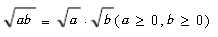 √ab = √a · √b (a ≥ 0, b ≥ 0)